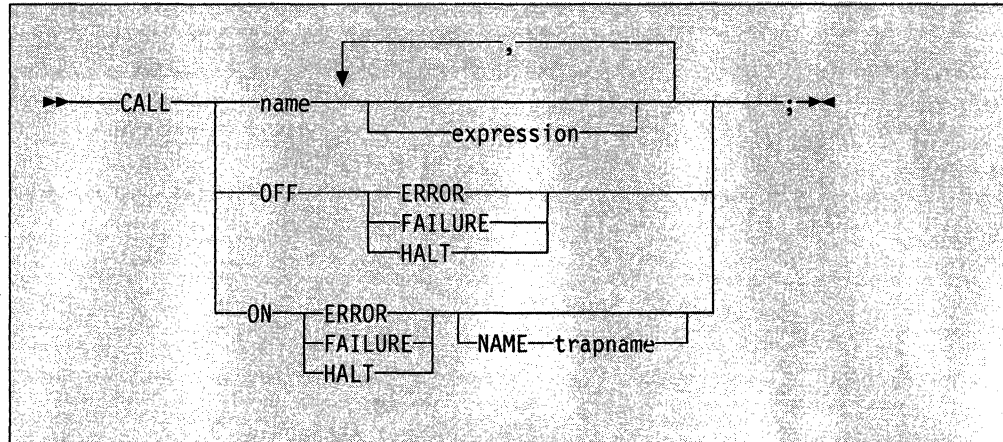 ,
CALL name ;
expression
OFF ERROR
FAILURE
HALT
ON ERROR
FAILURE NAME trapname
HALT